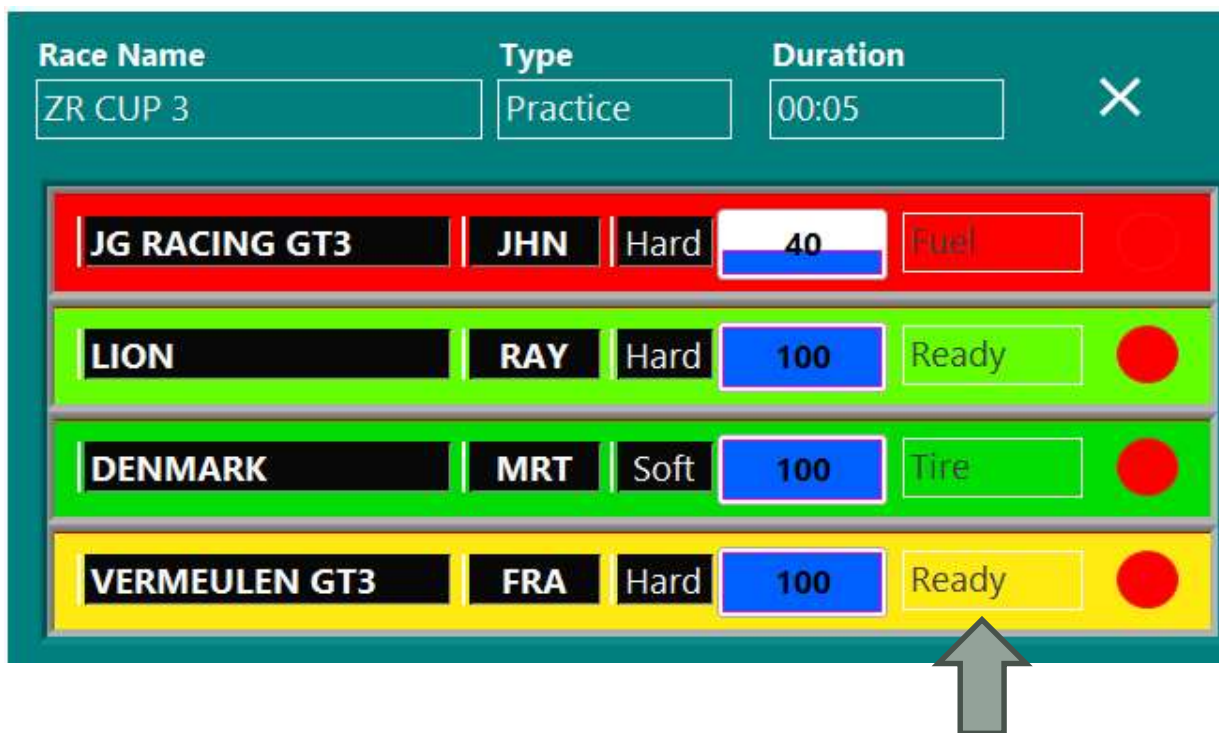 Race Name Type Duration
ZR CUP 3 Practice 00:05
JG RACING GT3 JHN Hard 40 Fuel
LION RAY Hard 100 Ready
DENMARK MRT Soft 100 Tire
VERMEULEN GT3 FRA Hard 100 Ready